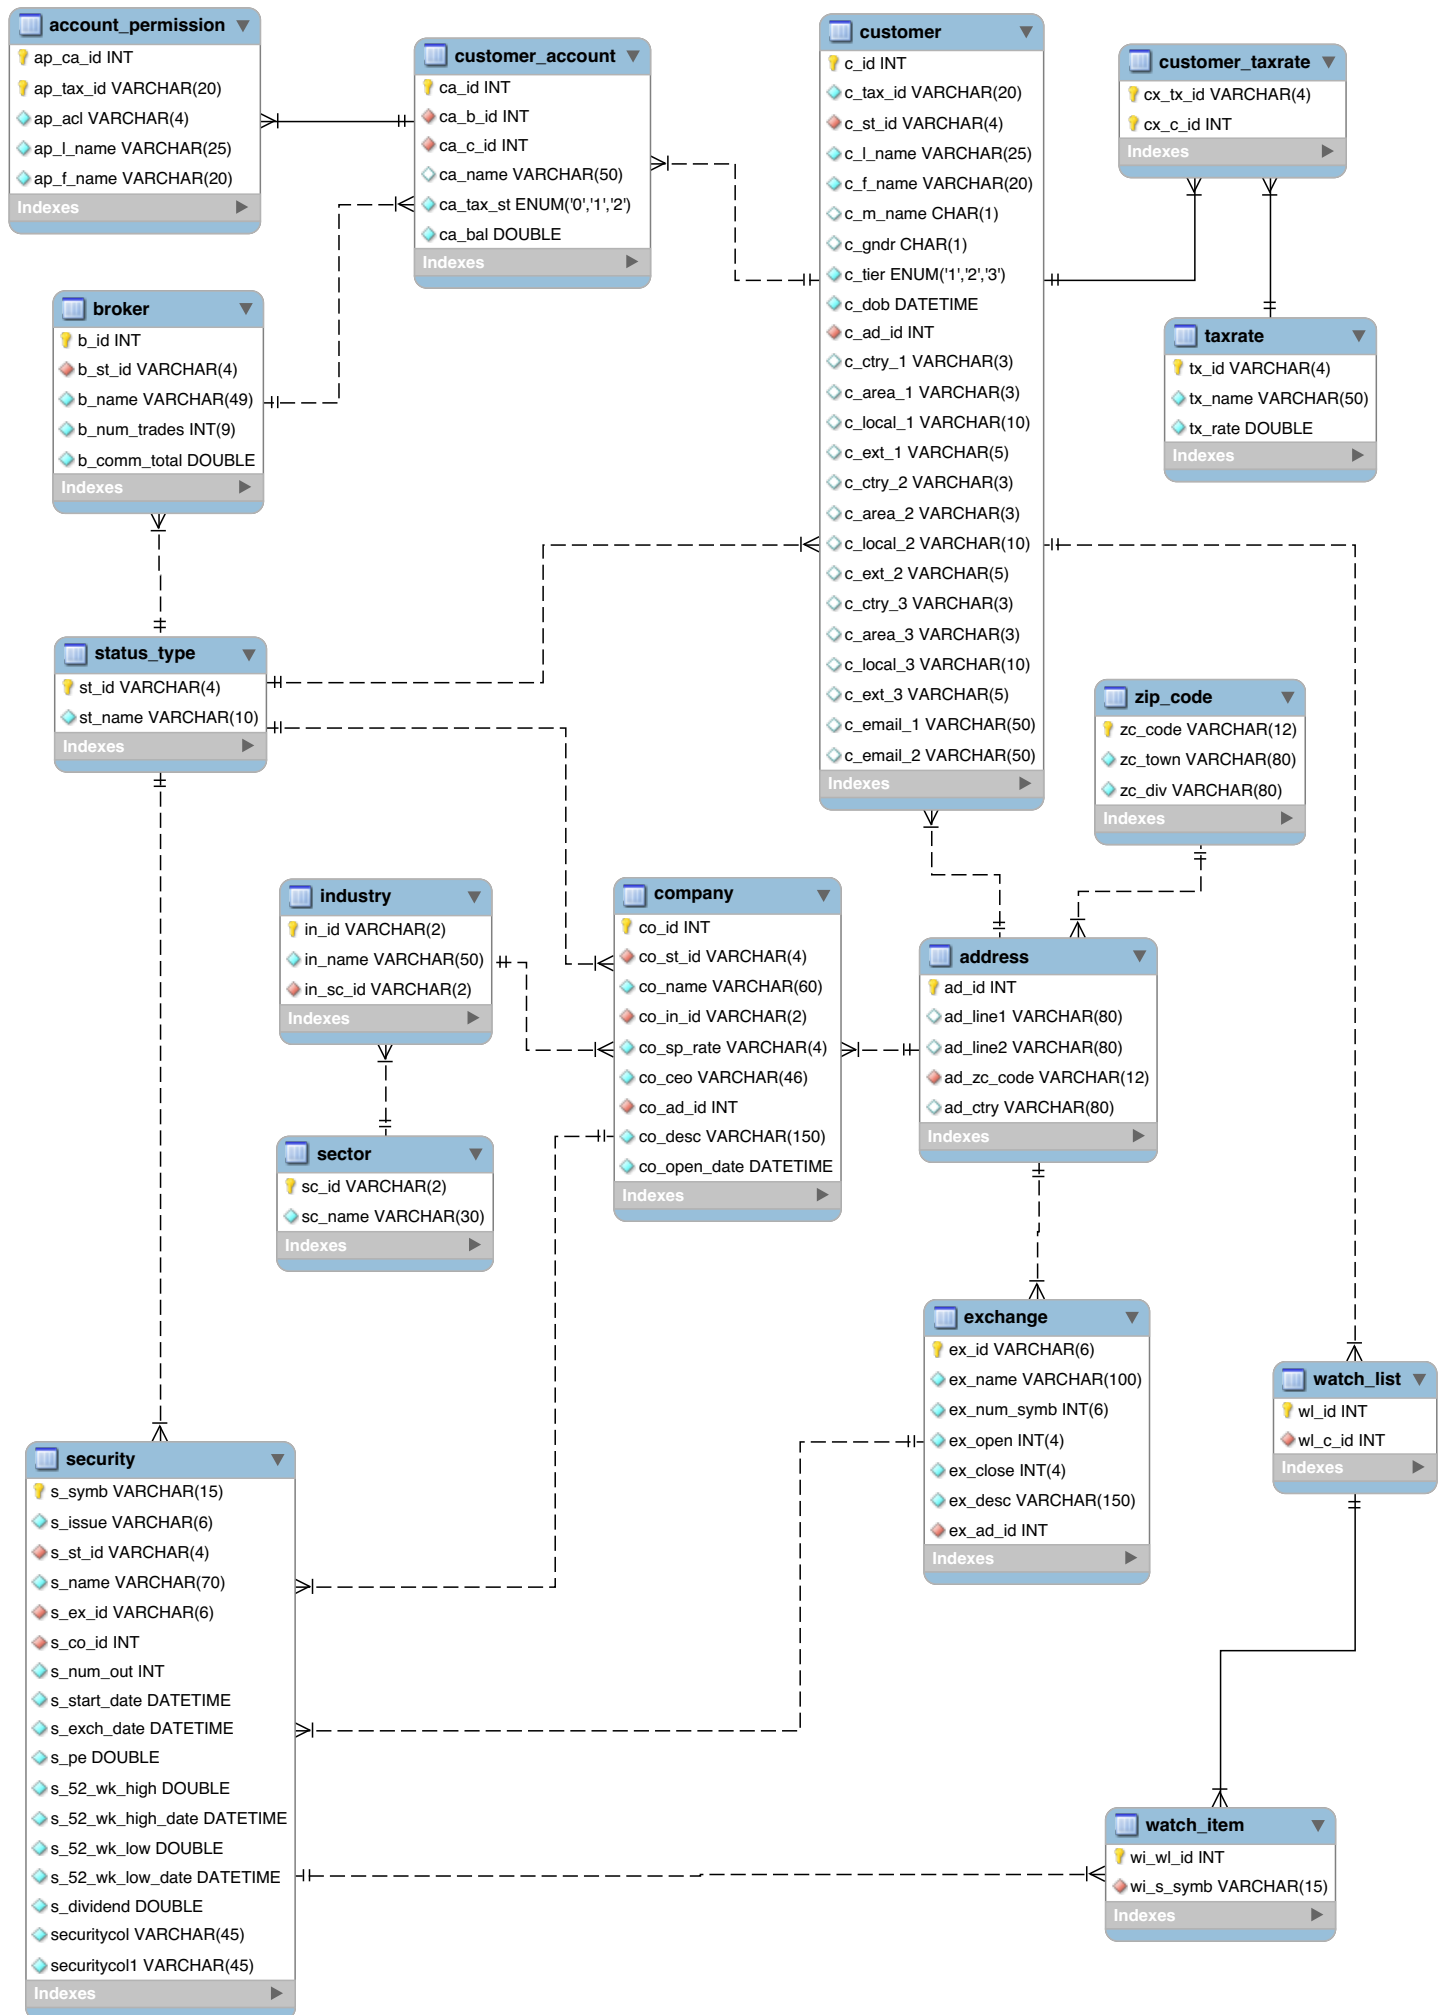 account_permission
ap_ca_id INT
ap_tax_id VARCHAR(20)
ap_acl VARCHAR(4)
ap_l_name VARCHAR(25)
ap_f_name VARCHAR(20)
Indexes
customer_account
ca_id INT
ca_b_id INT
ca_c_id INT
ca_name VARCHAR(50)
ca_tax_st ENUM('0','1','2')
ca_bal DOUBLE
Indexes
customer
c_id INT
c_tax_id VARCHAR(20)
c_st_id VARCHAR(4)
c_l_name VARCHAR(25)
c_f_name VARCHAR(20)
c_m_name CHAR(1)
c_gndr CHAR(1)
c_tier ENUM('1','2','3')
c_dob DATETIME
c_ad_id INT
c_ctry_1 VARCHAR(3)
c_area_1 VARCHAR(3)
c_local_1 VARCHAR(10)
c_ext_1 VARCHAR(5)
c_ctry_2 VARCHAR(3)
c_area_2 VARCHAR(3)
c_local_2 VARCHAR(10)
c_ext_2 VARCHAR(5)
c_ctry_3 VARCHAR(3)
c_area_3 VARCHAR(3)
c_local_3 VARCHAR(10)
c_ext_3 VARCHAR(5)
c_email_1 VARCHAR(50)
c_email_2 VARCHAR(50)
Indexes
customer_taxrate
cx_tx_id VARCHAR(4)
cx_c_id INT
Indexes
broker
b_id INT
b_st_id VARCHAR(4)
b_name VARCHAR(49)
b_num_trades INT(9)
b_comm_total DOUBLE
Indexes
taxrate
tx_id VARCHAR(4)
tx_name VARCHAR(50)
tx_rate DOUBLE
Indexes
status_type
st_id VARCHAR(4)
st_name VARCHAR(10)
Indexes
zip_code
zc_code VARCHAR(12)
zc_town VARCHAR(80)
zc_div VARCHAR(80)
Indexes
industry
in_id VARCHAR(2)
in_name VARCHAR(50)
in_sc_id VARCHAR(2)
Indexes
company
co_id INT
co_st_id VARCHAR(4)
co_name VARCHAR(60)
co_in_id VARCHAR(2)
co_sp_rate VARCHAR(4)
co_ceo VARCHAR(46)
co_ad_id INT
co_desc VARCHAR(150)
co_open_date DATETIME
Indexes
address
ad_id INT
ad_line1 VARCHAR(80)
ad_line2 VARCHAR(80)
ad_zc_code VARCHAR(12)
ad_ctry VARCHAR(80)
Indexes
sector
sc_id VARCHAR(2)
sc_name VARCHAR(30)
Indexes
exchange
ex_id VARCHAR(6)
ex_name VARCHAR(100)
ex_num_symb INT(6)
ex_open INT(4)
ex_close INT(4)
ex_desc VARCHAR(150)
ex_ad_id INT
Indexes
watch_list
wl_id INT
wl_c_id INT
Indexes
security
s_symb VARCHAR(15)
s_issue VARCHAR(6)
s_st_id VARCHAR(4)
s_name VARCHAR(70)
s_ex_id VARCHAR(6)
s_co_id INT
s_num_out INT
s_start_date DATETIME
s_exch_date DATETIME
s_pe DOUBLE
s_52_wk_high DOUBLE
s_52_wk_high_date DATETIME
s_52_wk_low DOUBLE
s_52_wk_low_date DATETIME
s_dividend DOUBLE
securitycol VARCHAR(45)
securitycol1 VARCHAR(45)
Indexes
watch_item
wi_wl_id INT
wi_s_symb VARCHAR(15)
Indexes